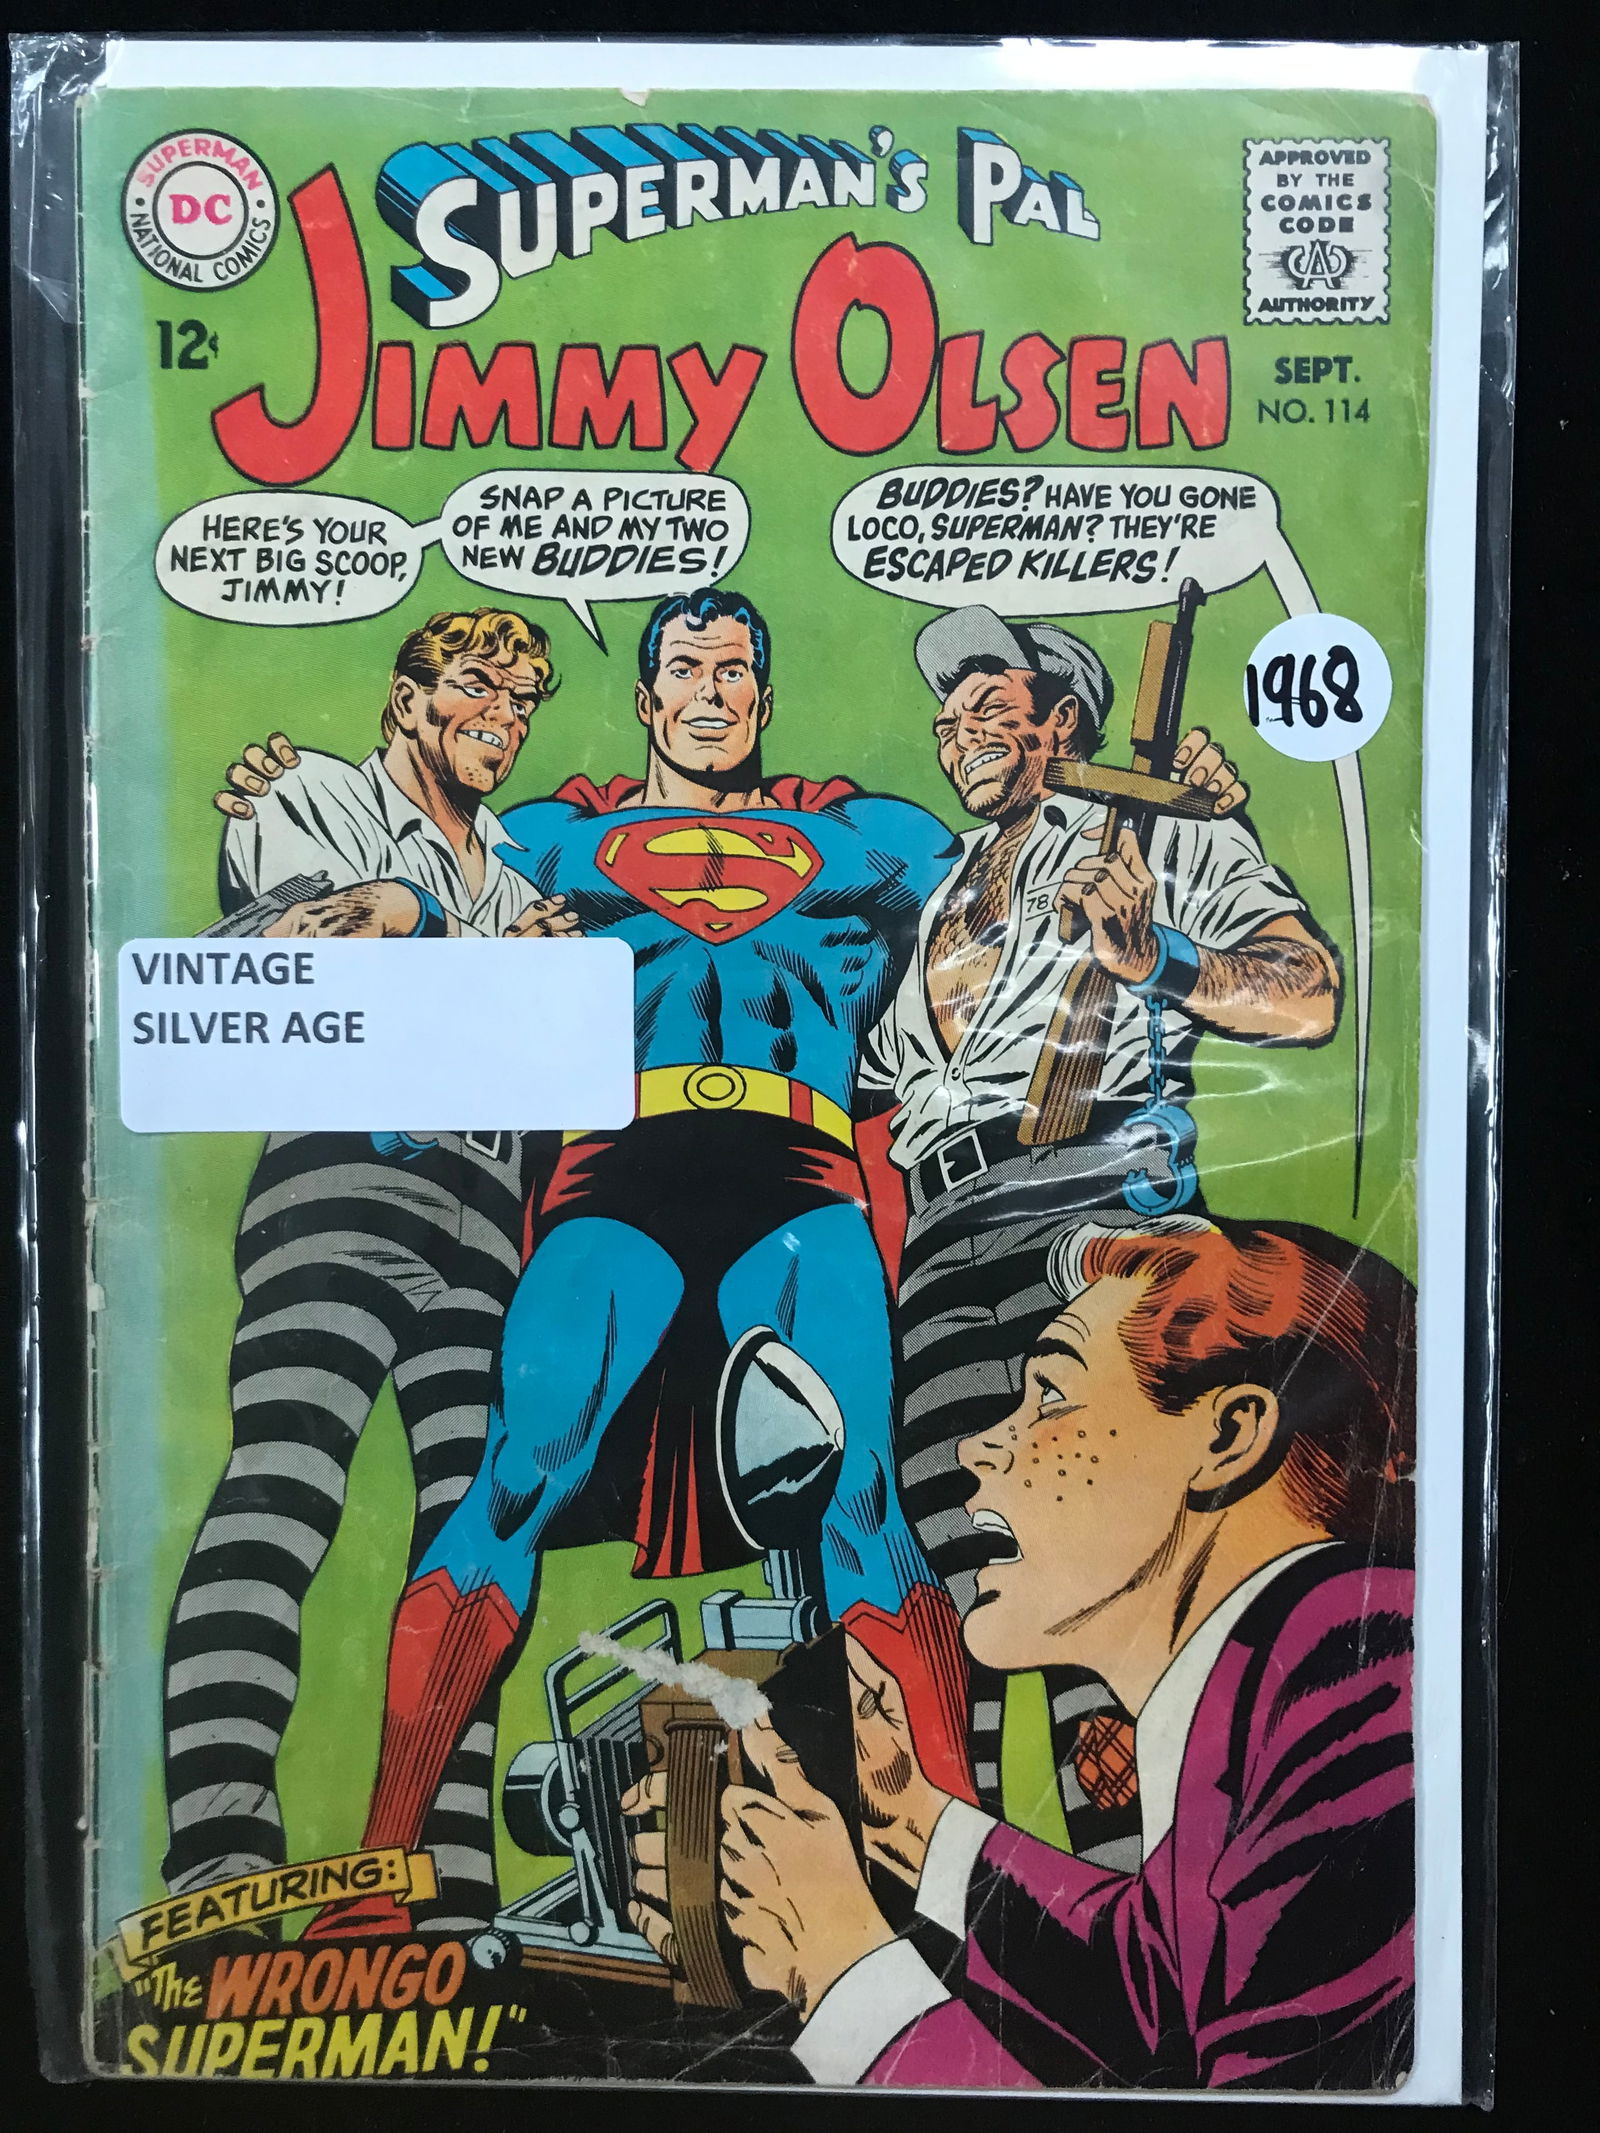 SUPERMAN
DC
NATIONAL COMICS
SUPERMAN'S PAL
JIMMY OLSEN
12¢
APPROVED
BY THE
COMICS
CODE
CA
AUTHORITY
SEPT.
NO. 114
HERE'S YOUR
NEXT BIG SCOOP,
JIMMY!
SNAP A PICTURE
OF ME AND MY TWO
NEW BUDDIES!
BUDDIES? HAVE YOU GONE
LOCO, SUPERMAN? THEY'RE
ESCAPED KILLERS!
1968
S
78
VINTAGE
SILVER AGE
FEATURING:
"The WRONGO
SUPERMAN!"